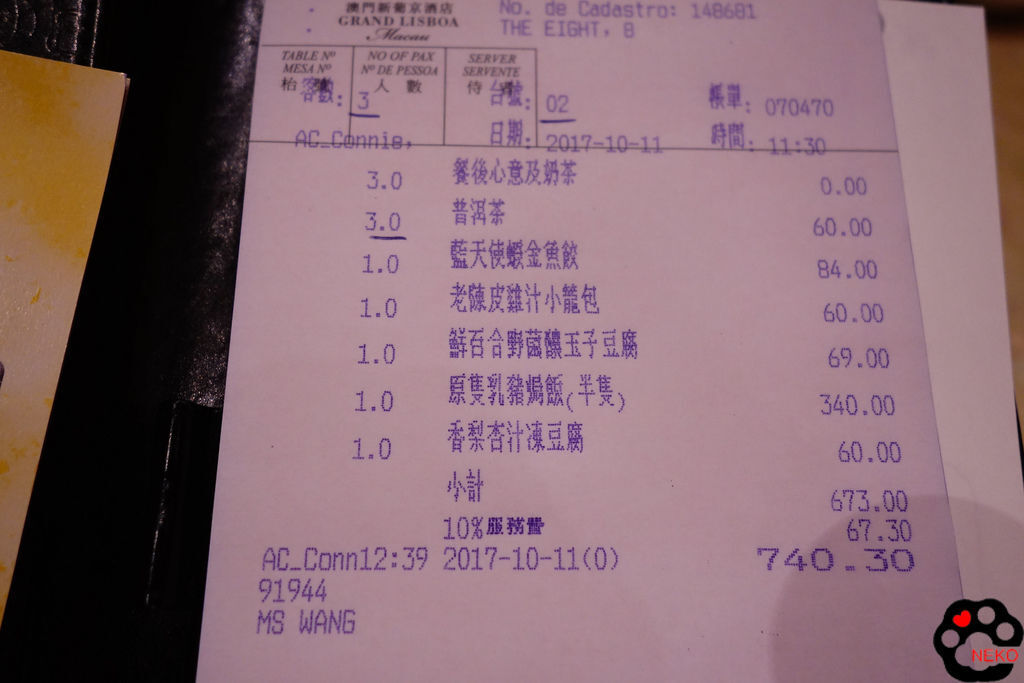 澳門新葡京酒店
GRAND LISBOA
Macau
No. de Cadastro: 148681
THE EIGHT, 8
TABLE Nº NO OF PAX SERVER
MESA Nº Nº DE PESSOA SERVENTE
枱號 人數 侍
客數: 3 台號: 02 帳單: 070470
AC_Connie, 日期: 2017-10-11 時間: 11:30
3.0 餐後心意及奶茶 0.00
3.0 普洱茶 60.00
1.0 藍天使蝦金魚餃 84.00
1.0 老陳皮雞汁小籠包 60.00
1.0 鮮百合野菌釀玉子豆腐 69.00
1.0 原隻乳豬焗飯(半隻) 340.00
1.0 香梨杏汁凍豆腐 60.00
小計 673.00
10%服務費 67.30
AC_Conn12:39 2017-10-11(0) 740.30
91944
MS WANG
NEKO